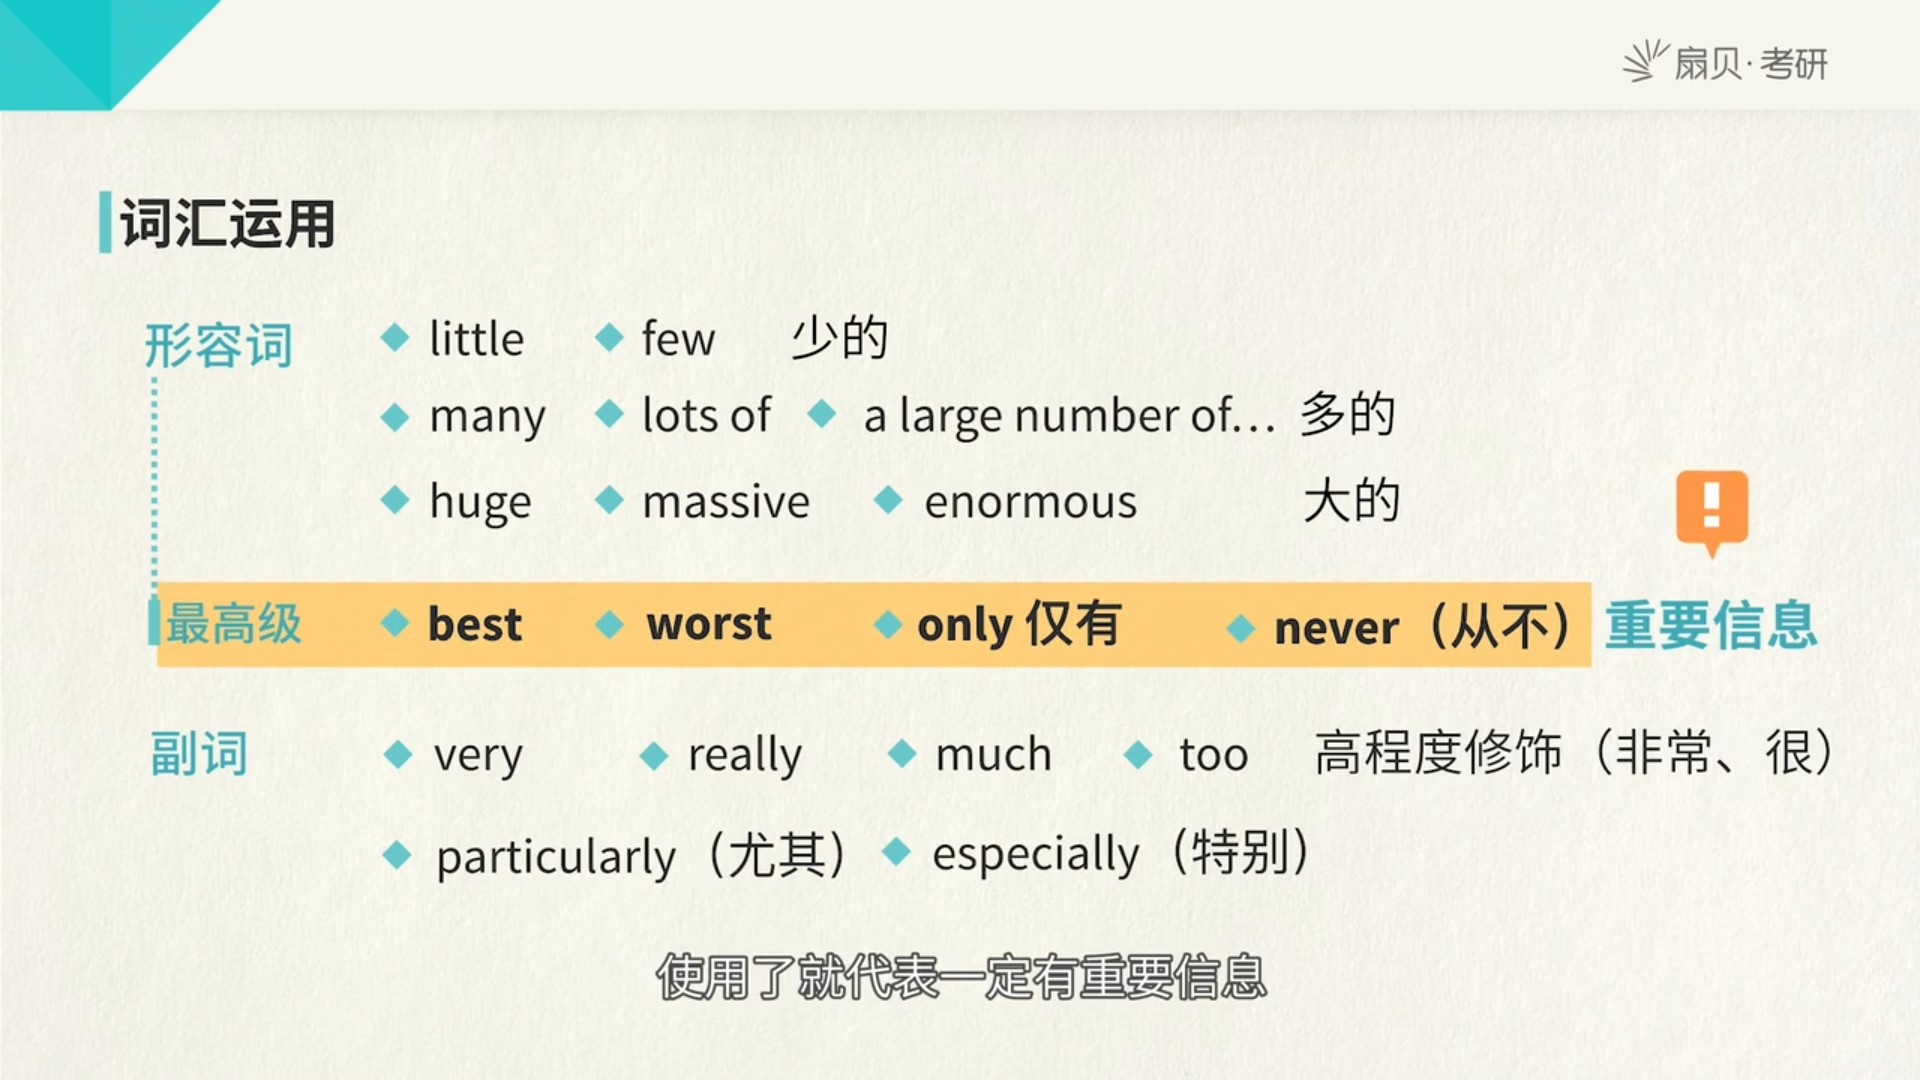 扇贝·考研
词汇运用
形容词 little few 少的
many lots of a large number of... 多的
huge massive enormous 大的
最高级 best worst only 仅有 never（从不） 重要信息
副词 very really much too 高程度修饰（非常、很）
particularly（尤其） especially（特别）
使用了就代表一定有重要信息